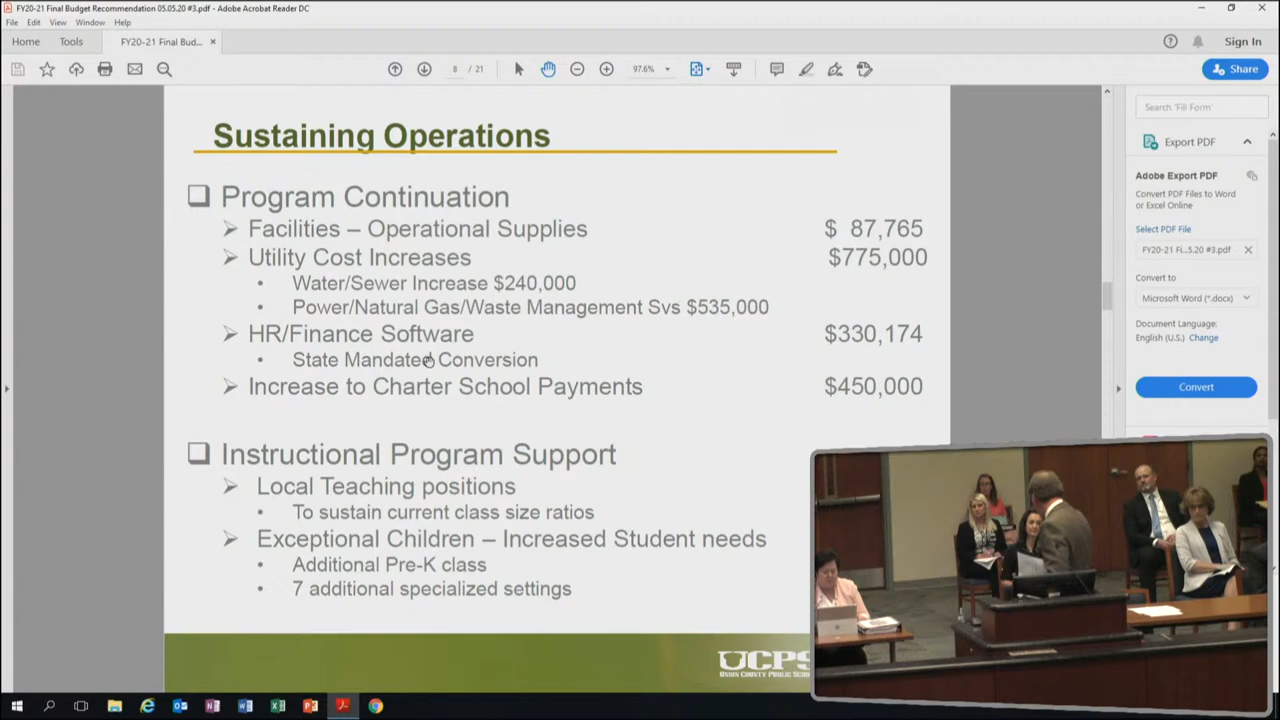 FY20-21 Final Budget Recommendation 05.05.20 #3.pdf - Adobe Acrobat Reader DC
File Edit View Window Help
Home Tools FY20-21 Final Bud... ×
Sign In
8 / 21
97.6%
Share
Sustaining Operations
Program Continuation
Facilities – Operational Supplies $ 87,765
Utility Cost Increases $775,000
• Water/Sewer Increase $240,000
• Power/Natural Gas/Waste Management Svs $535,000
HR/Finance Software $330,174
• State Mandated Conversion
Increase to Charter School Payments $450,000
Instructional Program Support
Local Teaching positions
• To sustain current class size ratios
Exceptional Children – Increased Student needs
• Additional Pre-K class
• 7 additional specialized settings
UCPS
Search 'Fill Form'
Export PDF
Adobe Export PDF
Convert PDF Files to Word
or Excel Online
Select PDF File
FY20-21 Fi...5.20 #3.pdf ×
Convert to
Microsoft Word (*.docx)
Document Language:
English (U.S.) Change
Convert